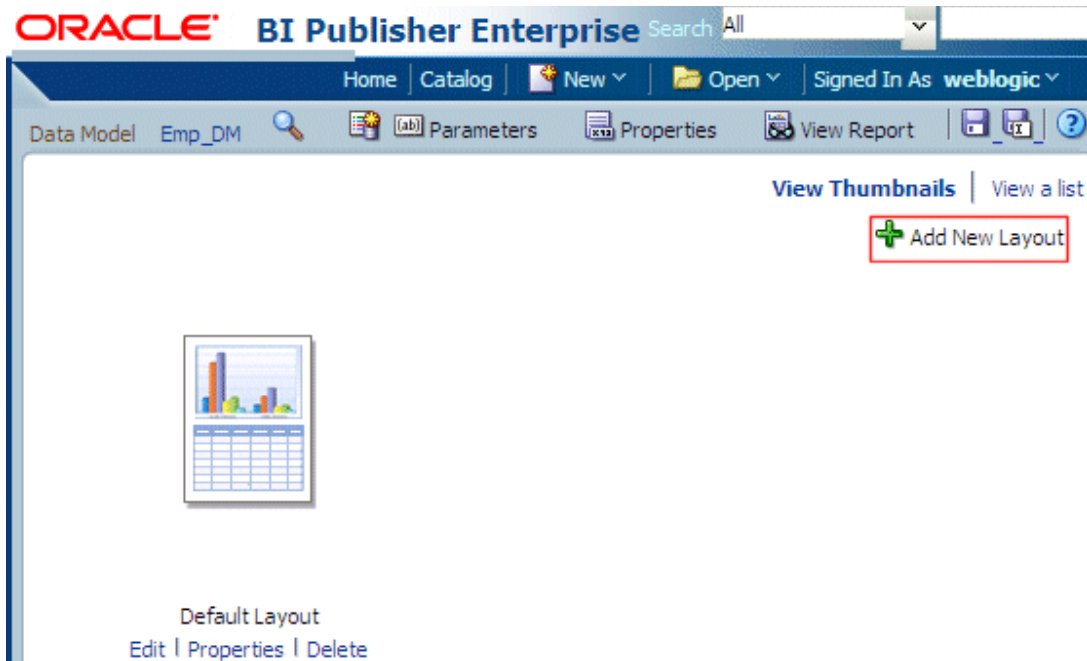 ORACLE BI Publisher Enterprise Search All
Home Catalog New Open Signed In As weblogic
Data Model Emp_DM Parameters Properties View Report
View Thumbnails View a list
Add New Layout
Default Layout
Edit | Properties | Delete